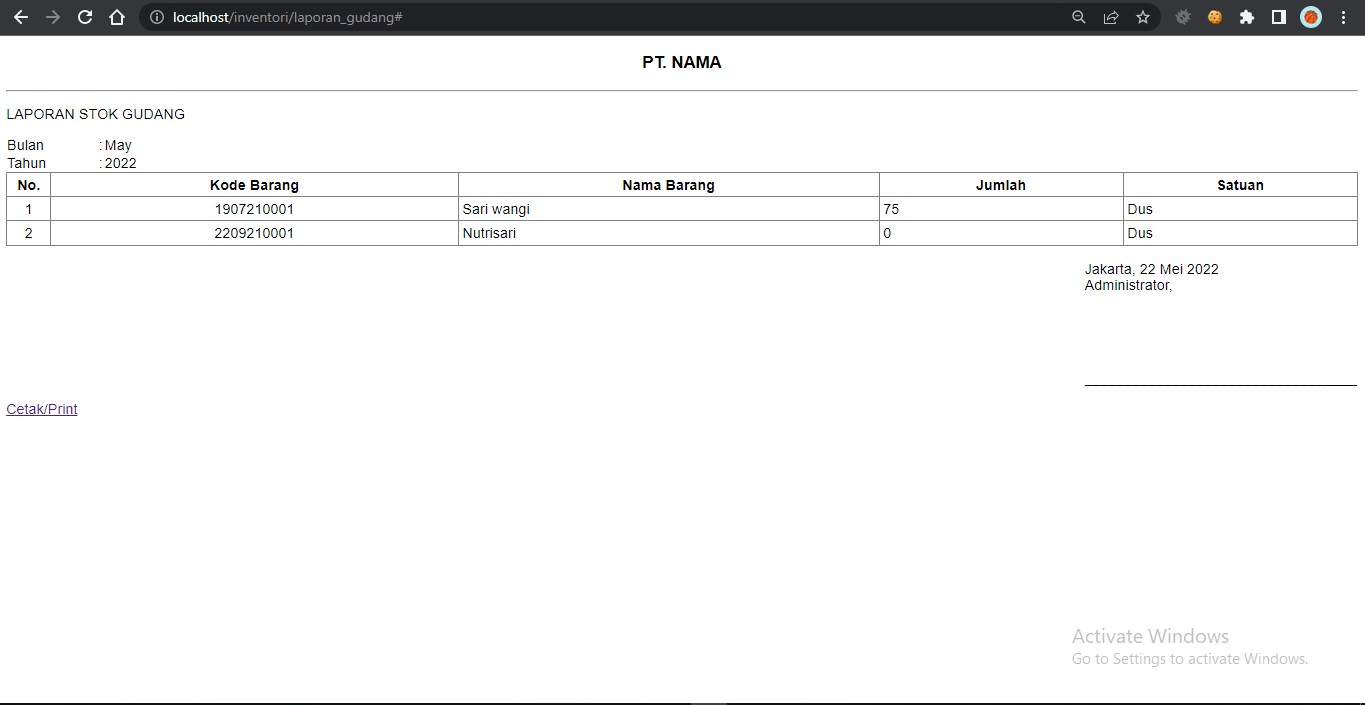 localhost/inventori/laporan_gudang#
PT. NAMA
LAPORAN STOK GUDANG
Bulan : May
Tahun : 2022
No. Kode Barang Nama Barang Jumlah Satuan
1 1907210001 Sari wangi 75 Dus
2 2209210001 Nutrisari 0 Dus
Jakarta, 22 Mei 2022
Administrator,
Cetak/Print
Activate Windows
Go to Settings to activate Windows.